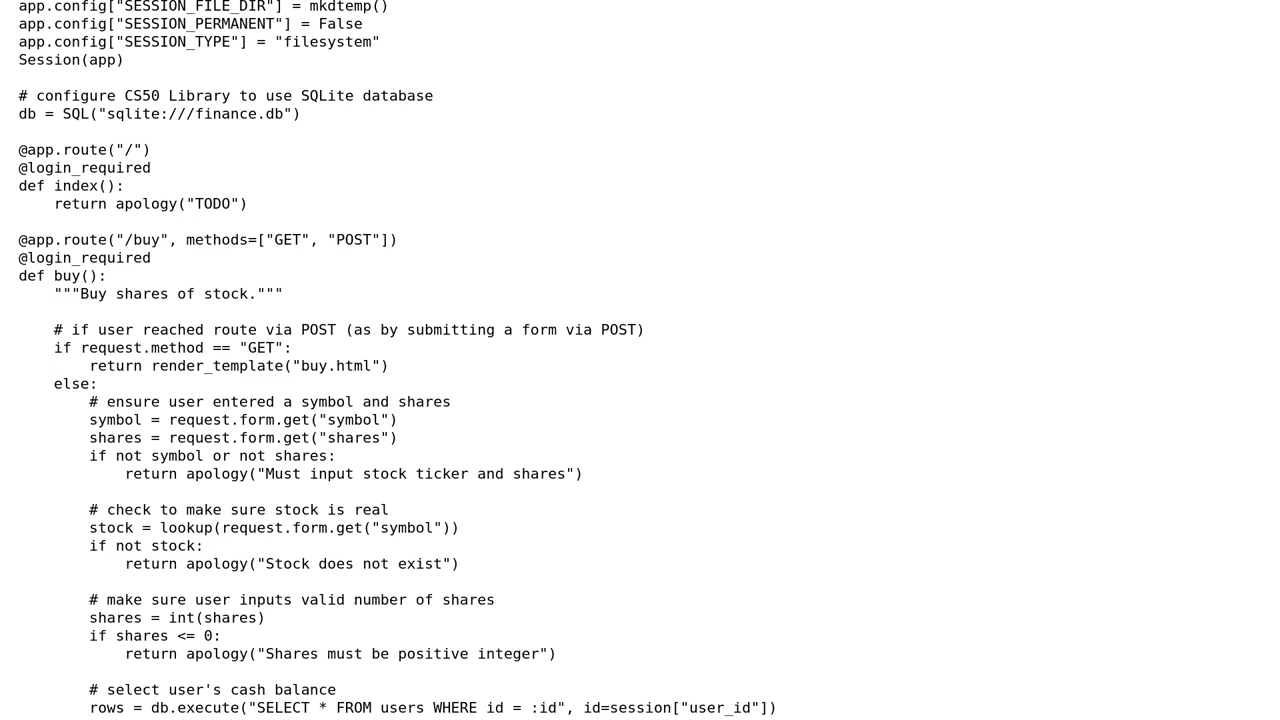 app.config["SESSION_FILE_DIR"] = mkdtemp()
app.config["SESSION_PERMANENT"] = False
app.config["SESSION_TYPE"] = "filesystem"
Session(app)

# configure CS50 Library to use SQLite database
db = SQL("sqlite:///finance.db")

@app.route("/")
@login_required
def index():
    return apology("TODO")

@app.route("/buy", methods=["GET", "POST"])
@login_required
def buy():
    """Buy shares of stock."""

    # if user reached route via POST (as by submitting a form via POST)
    if request.method == "GET":
        return render_template("buy.html")
    else:
        # ensure user entered a symbol and shares
        symbol = request.form.get("symbol")
        shares = request.form.get("shares")
        if not symbol or not shares:
            return apology("Must input stock ticker and shares")

        # check to make sure stock is real
        stock = lookup(request.form.get("symbol"))
        if not stock:
            return apology("Stock does not exist")

        # make sure user inputs valid number of shares
        shares = int(shares)
        if shares <= 0:
            return apology("Shares must be positive integer")

        # select user's cash balance
        rows = db.execute("SELECT * FROM users WHERE id = :id", id=session["user_id"])